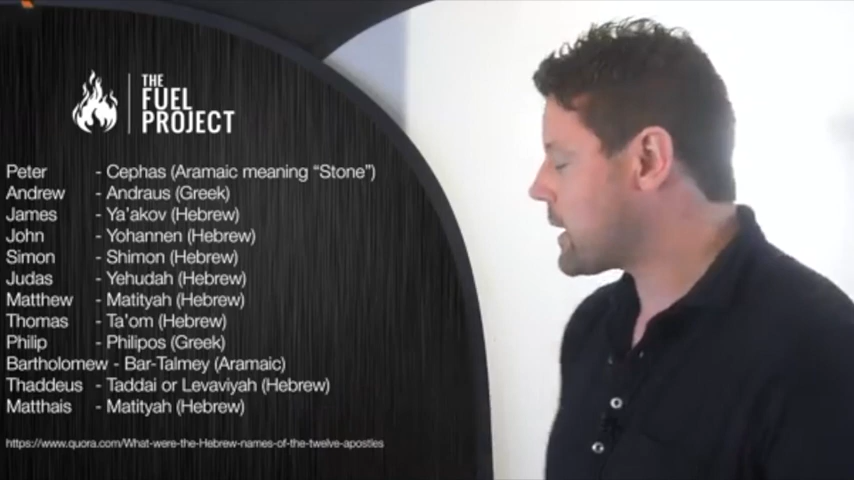 THE
FUEL
PROJECT
Peter - Cephas (Aramaic meaning “Stone”)
Andrew - Andraus (Greek)
James - Ya'akov (Hebrew)
John - Yohannen (Hebrew)
Simon - Shimon (Hebrew)
Judas - Yehudah (Hebrew)
Matthew - Matityah (Hebrew)
Thomas - Ta'om (Hebrew)
Philip - Philipos (Greek)
Bartholomew - Bar-Talmey (Aramaic)
Thaddeus - Taddai or Levaviyah (Hebrew)
Matthais - Matityah (Hebrew)
https://www.quora.com/What-were-the-Hebrew-names-of-the-twelve-apostles